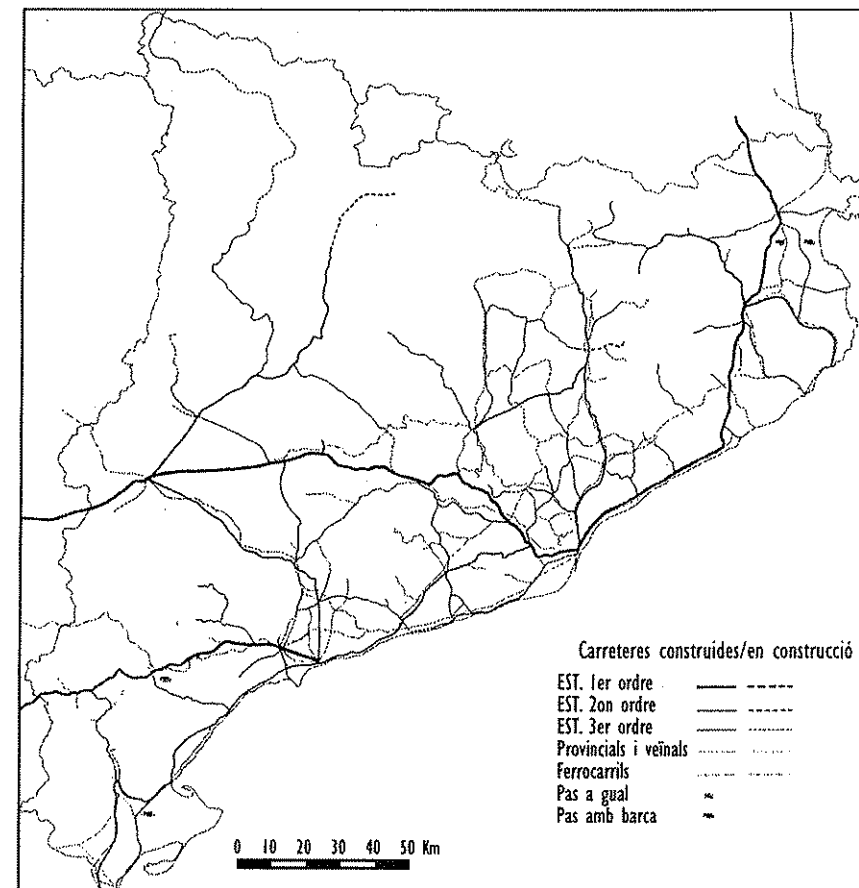 Carreteres construides/en construcció
EST. 1er ordre
EST. 2on ordre
EST. 3er ordre
Provincials i veïnals
Ferrocarrils
Pas a gual
Pas amb barca
0 10 20 30 40 50 Km